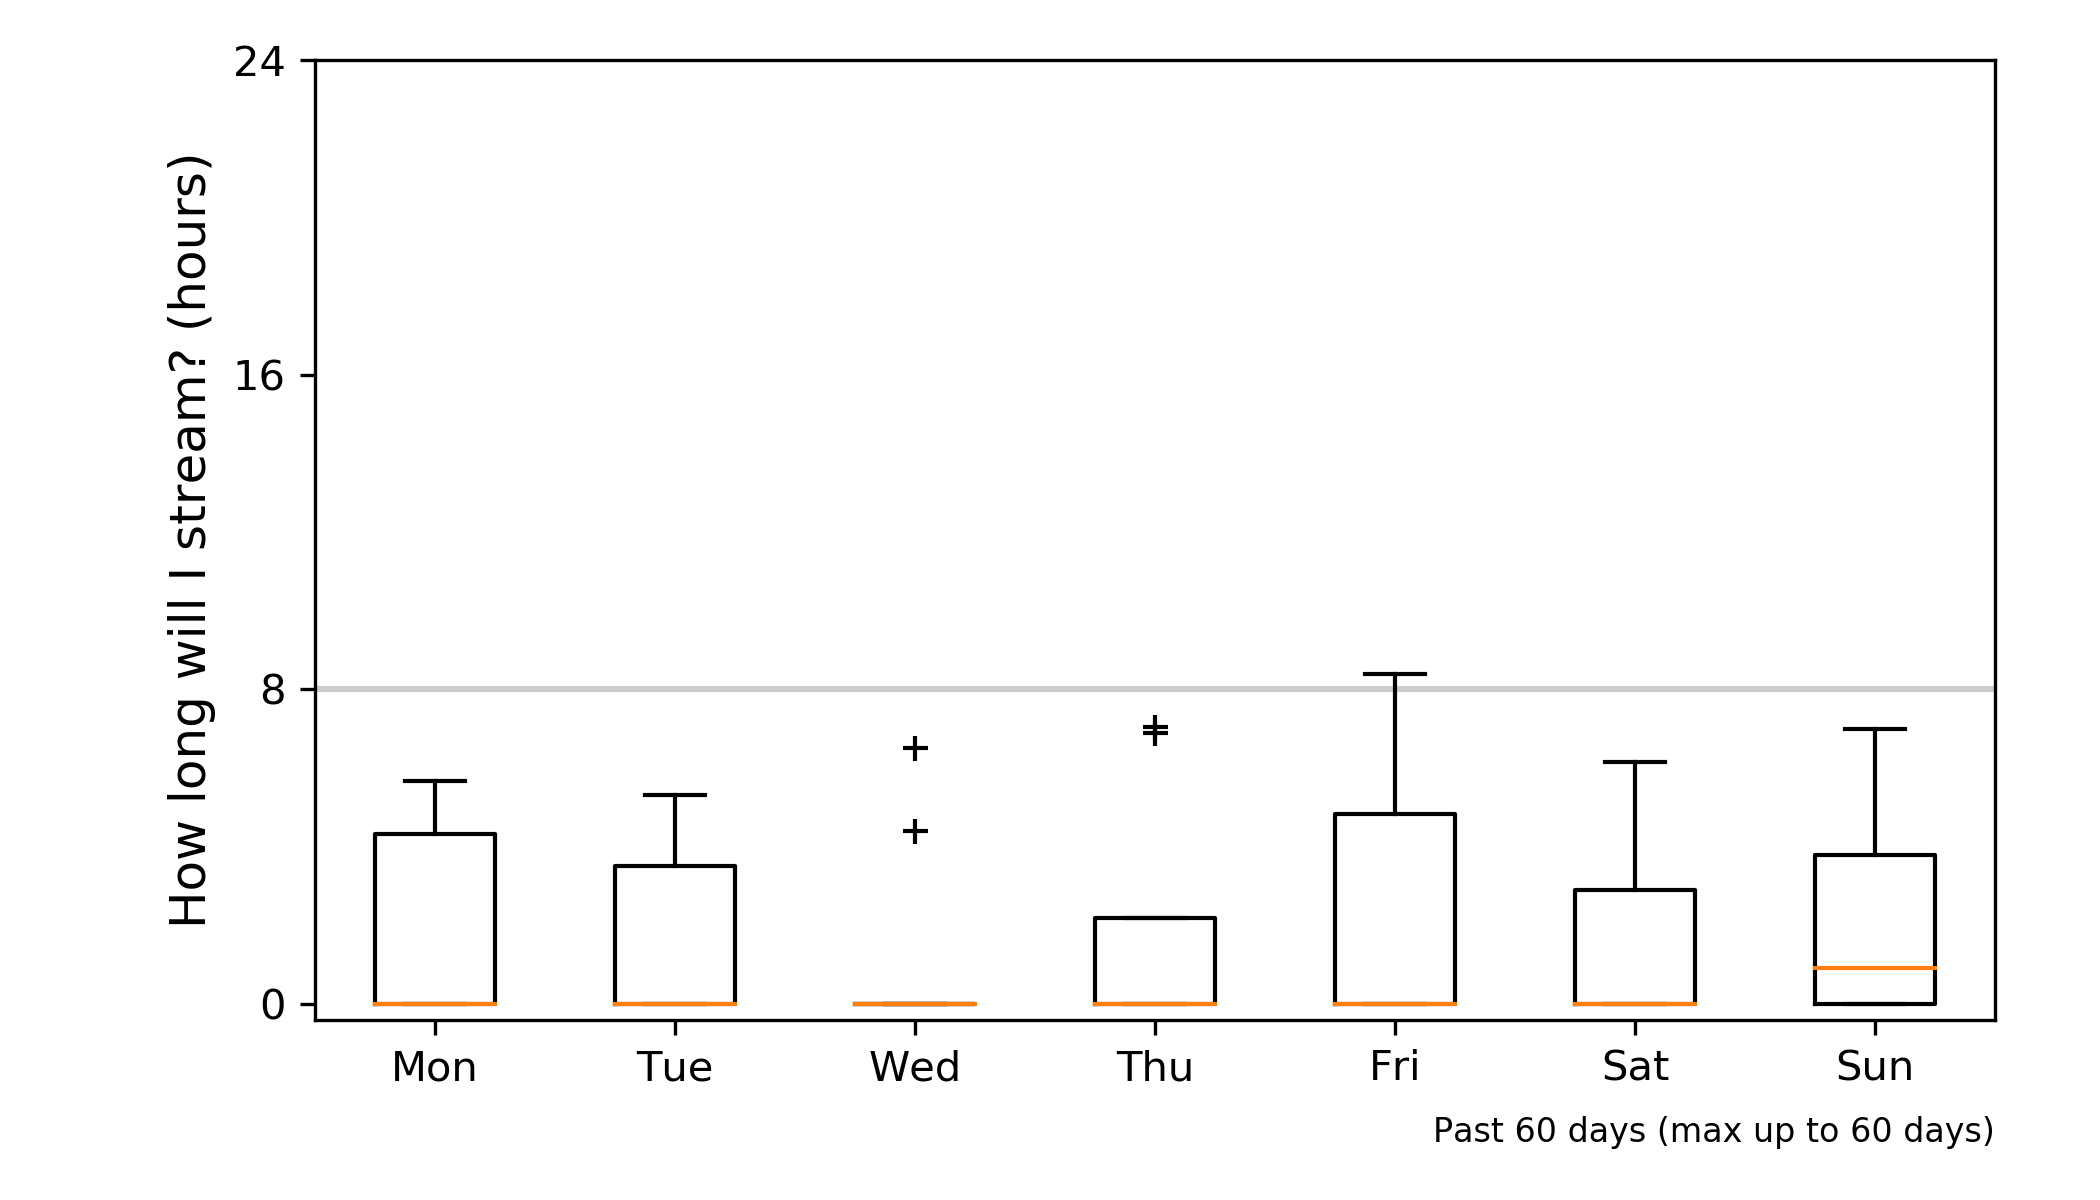 How long will I stream? (hours)
24
16
8
0
Mon Tue Wed Thu Fri Sat Sun
Past 60 days (max up to 60 days)